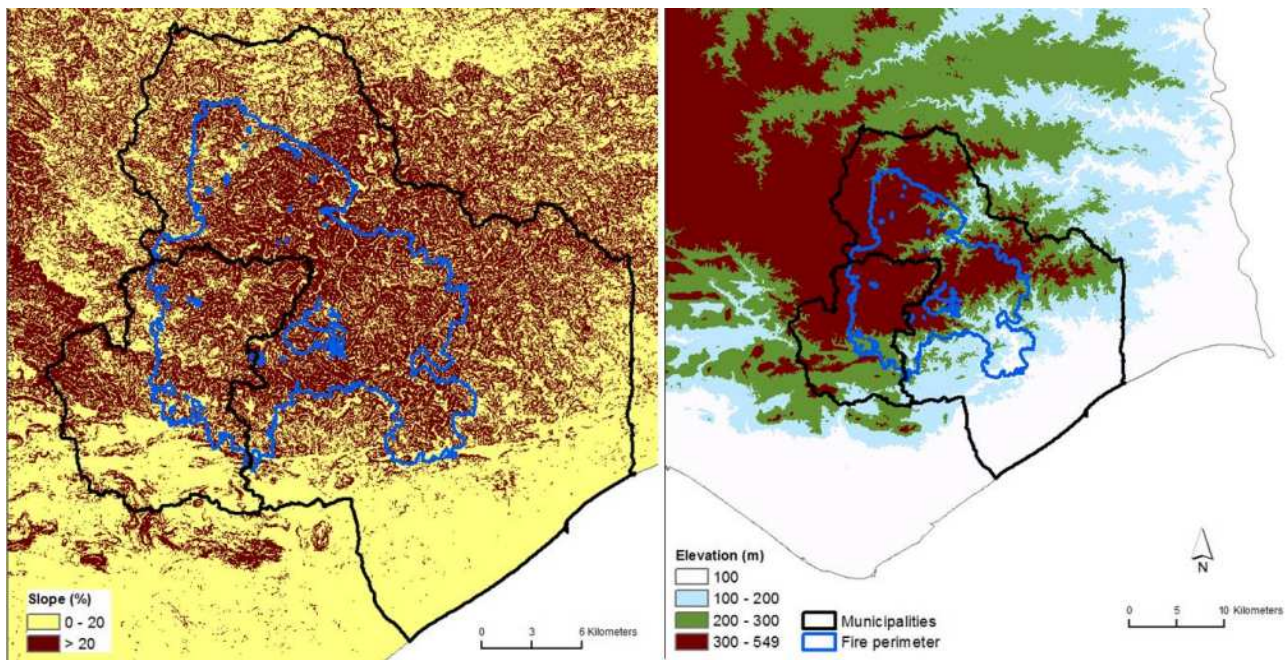 Slope (%)
0 - 20
> 20
0 3 6 Kilometers
Elevation (m)
100
100 - 200
200 - 300
300 - 549
Municipalities
Fire perimeter
N
0 5 10 Kilometers